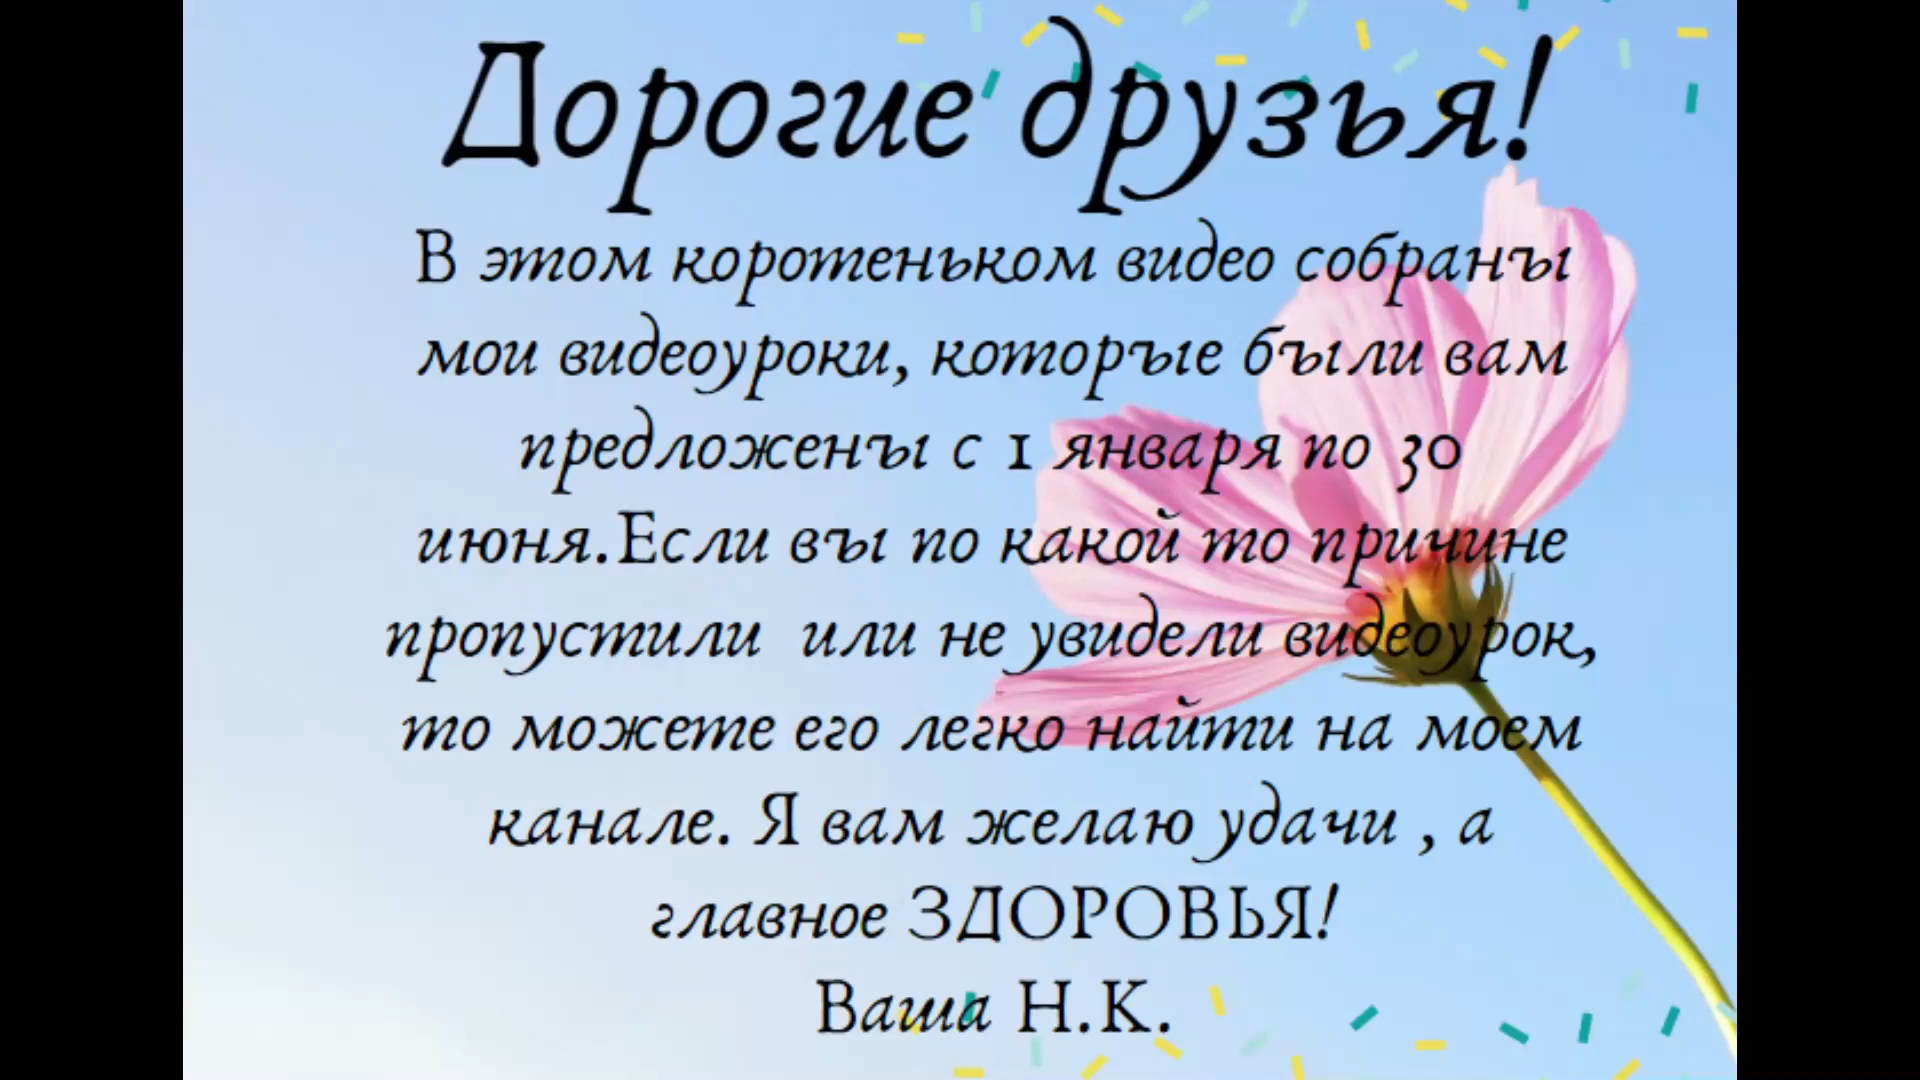 Дорогие друзья!
В этом коротеньком видео собраны
мои видеоуроки, которые были вам
предложены с 1 января по 30
июня.Если вы по какой то причине
пропустили  или не увидели видеоурок,
то можете его легко найти на моем
канале. Я вам желаю удачи , а
главное ЗДОРОВЬЯ!
Ваша Н.К.